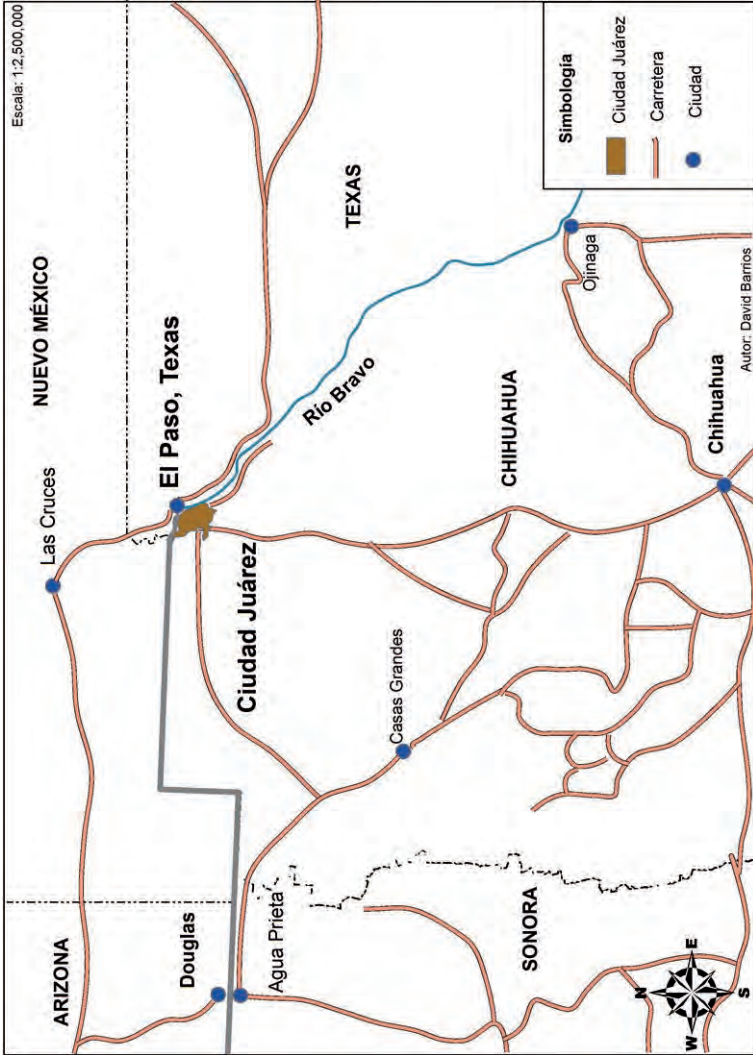 Escala: 1:2,500,000
NUEVO MÉXICO
Las Cruces
ARIZONA
El Paso, Texas
TEXAS
Douglas
Agua Prieta
Ciudad Juárez
Río Bravo
Casas Grandes
CHIHUAHUA
SONORA
Ojinaga
Chihuahua
N
W
E
S
Simbología
Ciudad Juárez
Carretera
Ciudad
Autor: David Barrios